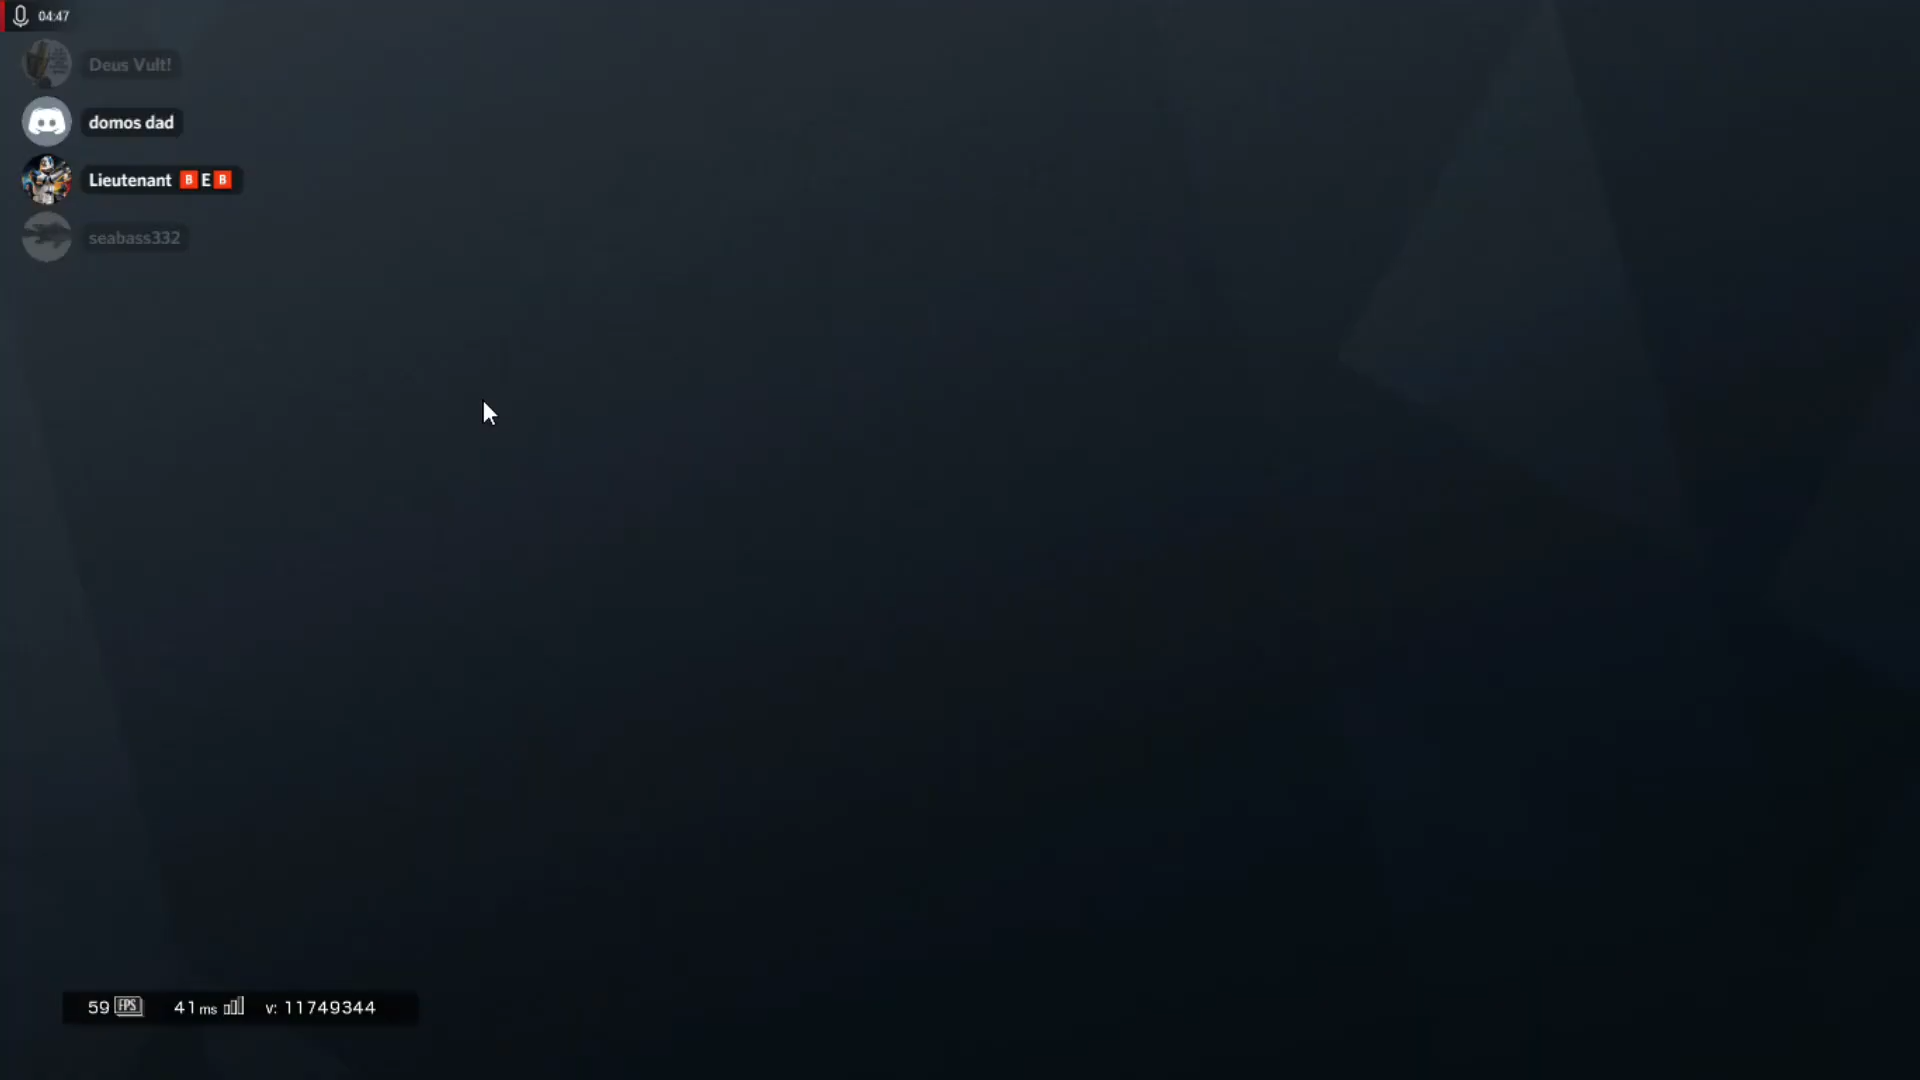 04:47
Deus Vult!
domos dad
Lieutenant B E B
seabass332
59 FPS 41 ms v: 11749344